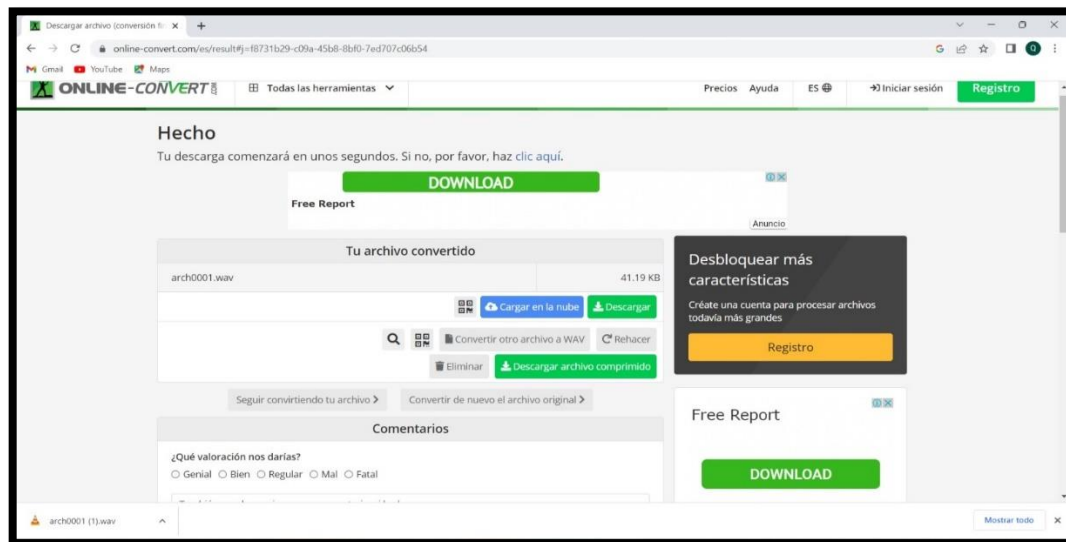 Descargar archivo (conversión
online-convert.com/es/result#j=f8731b29-c09a-45b8-8bf0-7ed707c06b54
Gmail YouTube Maps
ONLINE-CONVERT.COM Todas las herramientas Precios Ayuda ES Iniciar sesión Registro
Hecho
Tu descarga comenzará en unos segundos. Si no, por favor, haz clic aquí.
DOWNLOAD
Free Report
Anuncio
Tu archivo convertido
arch0001.wav 41.19 KB
Cargar en la nube Descargar
Convertir otro archivo a WAV Rehacer
Eliminar Descargar archivo comprimido
Seguir convirtiendo tu archivo > Convertir de nuevo el archivo original >
Comentarios
¿Qué valoración nos darías?
Genial Bien Regular Mal Fatal
Desbloquear más
características
Créate una cuenta para procesar archivos
todavía más grandes
Registro
Free Report
DOWNLOAD
arch0001 (1).wav Mostrar todo